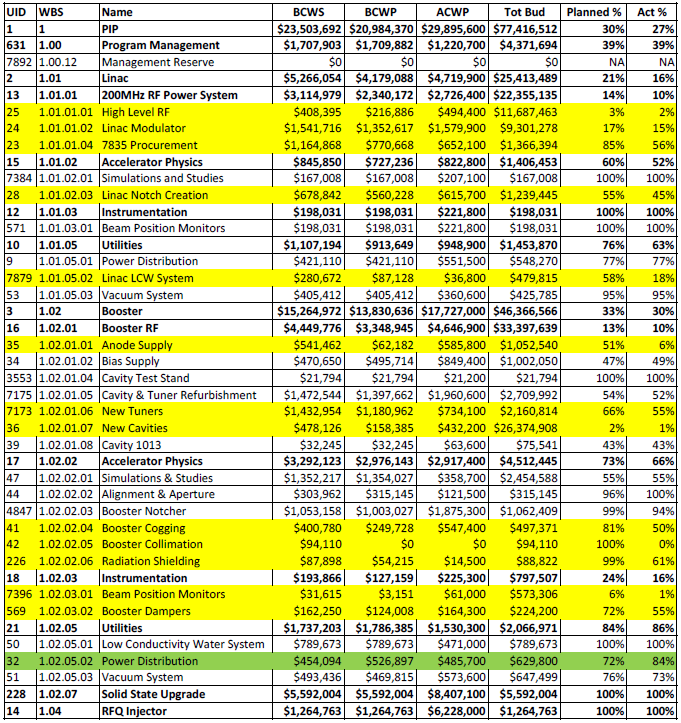 UID WBS Name BCWS BCWP ACWP Tot Bud Planned % Act %
1 1 PIP $23,503,692 $20,984,370 $29,895,600 $77,416,512 30% 27%
631 1.00 Program Management $1,707,903 $1,709,882 $1,220,700 $4,371,694 39% 39%
7892 1.00.12 Management Reserve $0 $0 $0 $0 NA NA
2 1.01 Linac $5,266,054 $4,179,088 $4,719,900 $25,413,489 21% 16%
13 1.01.01 200MHz RF Power System $3,114,979 $2,340,172 $2,726,400 $22,355,135 14% 10%
25 1.01.01.01 High Level RF $408,395 $216,886 $494,400 $11,687,463 3% 2%
24 1.01.01.02 Linac Modulator $1,541,716 $1,352,617 $1,579,900 $9,301,278 17% 15%
23 1.01.01.04 7835 Procurement $1,164,868 $770,668 $652,100 $1,366,394 85% 56%
15 1.01.02 Accelerator Physics $845,850 $727,236 $822,800 $1,406,453 60% 52%
7384 1.01.02.01 Simulations and Studies $167,008 $167,008 $207,100 $167,008 100% 100%
28 1.01.02.03 Linac Notch Creation $678,842 $560,228 $615,700 $1,239,445 55% 45%
12 1.01.03 Instrumentation $198,031 $198,031 $221,800 $198,031 100% 100%
571 1.01.03.01 Beam Position Monitors $198,031 $198,031 $221,800 $198,031 100% 100%
10 1.01.05 Utilities $1,107,194 $913,649 $948,900 $1,453,870 76% 63%
9 1.01.05.01 Power Distribution $421,110 $421,110 $551,500 $548,270 77% 77%
7879 1.01.05.02 Linac LCW System $280,672 $87,128 $36,800 $479,815 58% 18%
53 1.01.05.03 Vacuum System $405,412 $405,412 $360,600 $425,785 95% 95%
3 1.02 Booster $15,264,972 $13,830,636 $17,727,000 $46,366,566 33% 30%
16 1.02.01 Booster RF $4,449,776 $3,348,945 $4,646,900 $33,397,639 13% 10%
35 1.02.01.01 Anode Supply $541,462 $62,182 $585,800 $1,052,540 51% 6%
34 1.02.01.02 Bias Supply $470,650 $495,714 $849,400 $1,002,050 47% 49%
3553 1.02.01.04 Cavity Test Stand $21,794 $21,794 $21,200 $21,794 100% 100%
7175 1.02.01.05 Cavity & Tuner Refurbishment $1,472,544 $1,397,662 $1,960,600 $2,709,992 54% 52%
7173 1.02.01.06 New Tuners $1,432,954 $1,180,962 $734,100 $2,160,814 66% 55%
36 1.02.01.07 New Cavities $478,126 $158,385 $432,200 $26,374,908 2% 1%
39 1.02.01.08 Cavity 1013 $32,245 $32,245 $63,600 $75,541 43% 43%
17 1.02.02 Accelerator Physics $3,292,123 $2,976,143 $2,917,400 $4,512,445 73% 66%
47 1.02.02.01 Simulations & Studies $1,352,217 $1,354,027 $358,700 $2,454,588 55% 55%
44 1.02.02.02 Alignment & Aperture $303,962 $315,145 $121,500 $315,145 96% 100%
4847 1.02.02.03 Booster Notcher $1,053,158 $1,003,027 $1,875,300 $1,062,409 99% 94%
41 1.02.02.04 Booster Cogging $400,780 $249,728 $547,400 $497,371 81% 50%
42 1.02.02.05 Booster Collimation $94,110 $0 $0 $94,110 100% 0%
226 1.02.02.06 Radiation Shielding $87,898 $54,215 $14,500 $88,822 99% 61%
18 1.02.03 Instrumentation $193,866 $127,159 $225,300 $797,507 24% 16%
7396 1.02.03.01 Beam Position Monitors $31,615 $3,151 $61,000 $573,306 6% 1%
569 1.02.03.02 Booster Dampers $162,250 $124,008 $164,300 $224,200 72% 55%
21 1.02.05 Utilities $1,737,203 $1,786,385 $1,530,300 $2,066,971 84% 86%
50 1.02.05.01 Low Conductivity Water System $789,673 $789,673 $471,000 $789,673 100% 100%
32 1.02.05.02 Power Distribution $454,094 $526,897 $485,700 $629,800 72% 84%
51 1.02.05.03 Vacuum System $493,436 $469,815 $573,600 $647,499 76% 73%
228 1.02.07 Solid State Upgrade $5,592,004 $5,592,004 $8,407,100 $5,592,004 100% 100%
14 1.04 RFQ Injector $1,264,763 $1,264,763 $6,228,000 $1,264,763 100% 100%